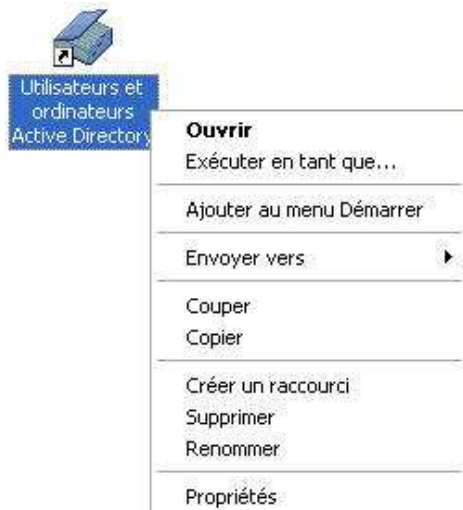 Utilisateurs et
ordinateurs
Active Directory
Ouvrir
Exécuter en tant que...
Ajouter au menu Démarrer
Envoyer vers
Couper
Copier
Créer un raccourci
Supprimer
Renommer
Propriétés